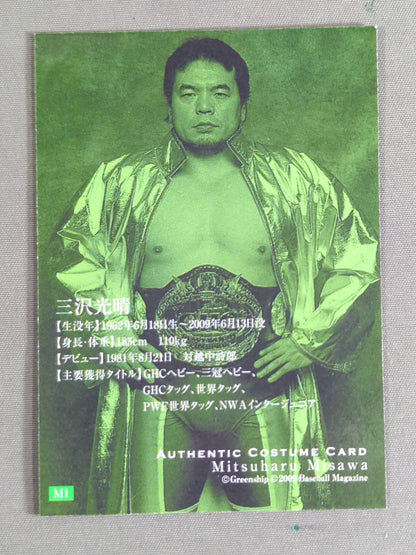 三沢光晴
【生没年】1962年6月18日生～2009年6月13日没
【身長・体重】185cm 110kg
【デビュー】1981年8月21日 対越中詩郎
【主要獲得タイトル】GHCヘビー、三冠ヘビー、
GHCタッグ、世界タッグ、
PWF世界タッグ、NWAインタージュニア
AUTHENTIC COSTUME CARD
Mitsuharu Misawa
©Greenship ©2009 Baseball Magazine
M1